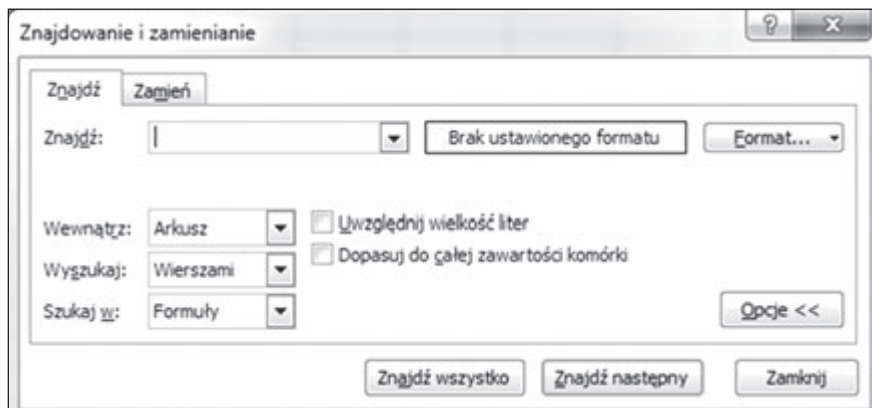 Znajdowanie i zamienianie
Znajdź Zamień
Znajdź: Brak ustawionego formatu Format...
Wewnątrz: Arkusz Uwzględnij wielkość liter
Wyszukaj: Wierszami Dopasuj do całej zawartości komórki
Szukaj w: Formuły Opcje <<
Znajdź wszystko Znajdź następny Zamknij